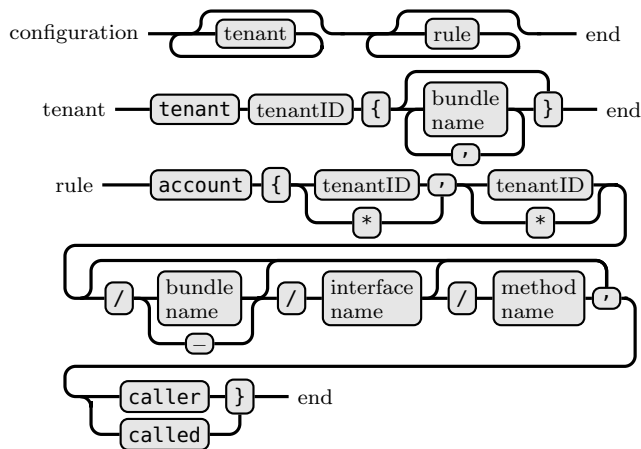 configuration tenant rule end
tenant tenant tenantID { bundle name } end
,
rule account { tenantID , tenantID
* *
/ bundle name / interface name / method name ,
_
caller } end
called